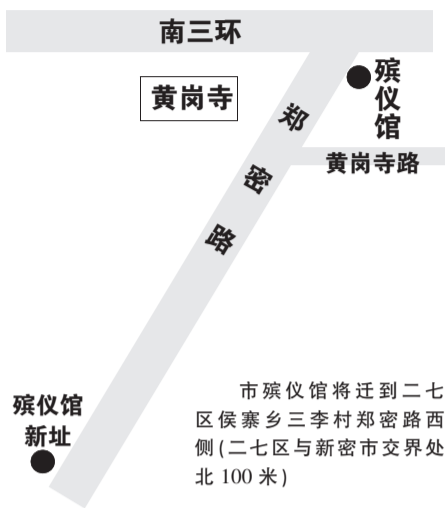 南三环
殡仪馆
黄岗寺
郑密路
黄岗寺路
殡仪馆
新址
市殡仪馆将迁到二七
区侯寨乡三李村郑密路西
侧(二七区与新密市交界处
北100米)